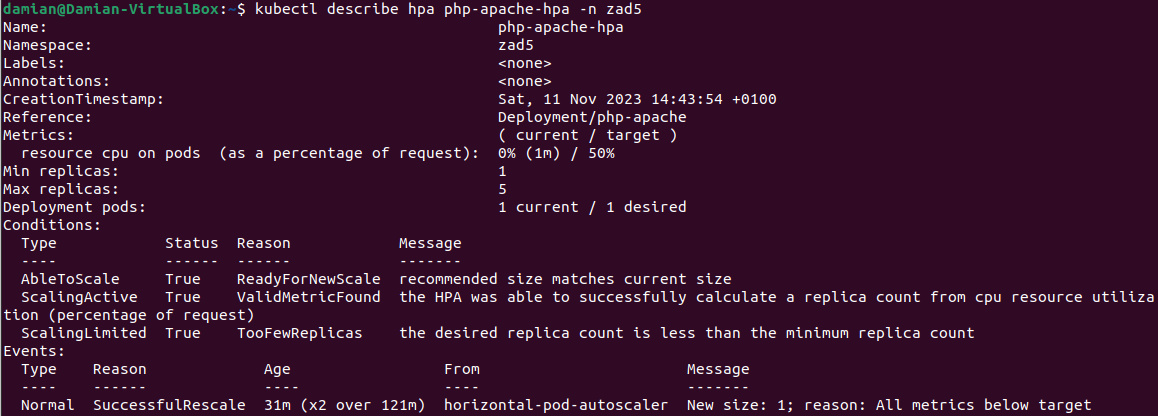 damian@Damian-VirtualBox:~$ kubectl describe hpa php-apache-hpa -n zad5
Name:                                                  php-apache-hpa
Namespace:                                             zad5
Labels:                                                <none>
Annotations:                                           <none>
CreationTimestamp:                                     Sat, 11 Nov 2023 14:43:54 +0100
Reference:                                             Deployment/php-apache
Metrics:                                               ( current / target )
  resource cpu on pods  (as a percentage of request):  0% (1m) / 50%
Min replicas:                                          1
Max replicas:                                          5
Deployment pods:                                       1 current / 1 desired
Conditions:
  Type            Status  Reason            Message
  ----            ------  ------            -------
  AbleToScale     True    ReadyForNewScale  recommended size matches current size
  ScalingActive   True    ValidMetricFound  the HPA was able to successfully calculate a replica count from cpu resource utiliza
tion (percentage of request)
  ScalingLimited  True    TooFewReplicas    the desired replica count is less than the minimum replica count
Events:
  Type    Reason             Age                 From                       Message
  ----    ------             ----                ----                       -------
  Normal  SuccessfulRescale  31m (x2 over 121m)  horizontal-pod-autoscaler  New size: 1; reason: All metrics below target